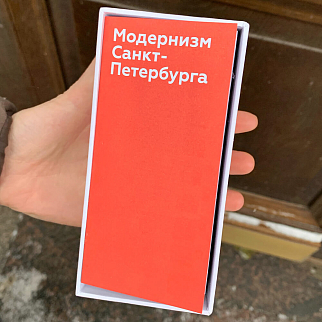 Модернизм
Санкт-
Петербурга